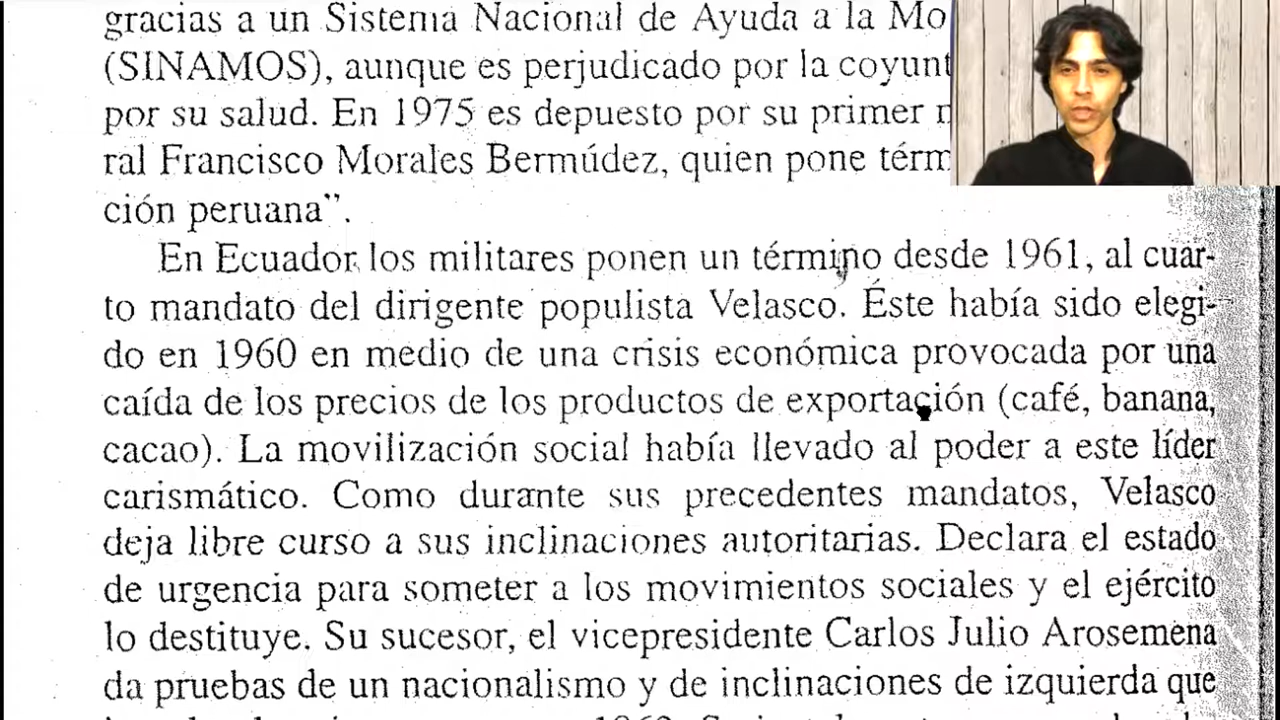 gracias a un Sistema Nacional de Ayuda a la Mo
(SINAMOS), aunque es perjudicado por la coyunt
por su salud. En 1975 es depuesto por su primer
ral Francisco Morales Bermúdez, quien pone térm
ción peruana”.
En Ecuador, los militares ponen un término desde 1961, al cuar-
to mandato del dirigente populista Velasco. Éste había sido elegi-
do en 1960 en medio de una crisis económica provocada por una
caída de los precios de los productos de exportación (café, banana,
cacao). La movilización social había llevado al poder a este líder
carismático. Como durante sus precedentes mandatos, Velasco
deja libre curso a sus inclinaciones autoritarias. Declara el estado
de urgencia para someter a los movimientos sociales y el ejército
lo destituye. Su sucesor, el vicepresidente Carlos Julio Arosemena
da pruebas de un nacionalismo y de inclinaciones de izquierda que